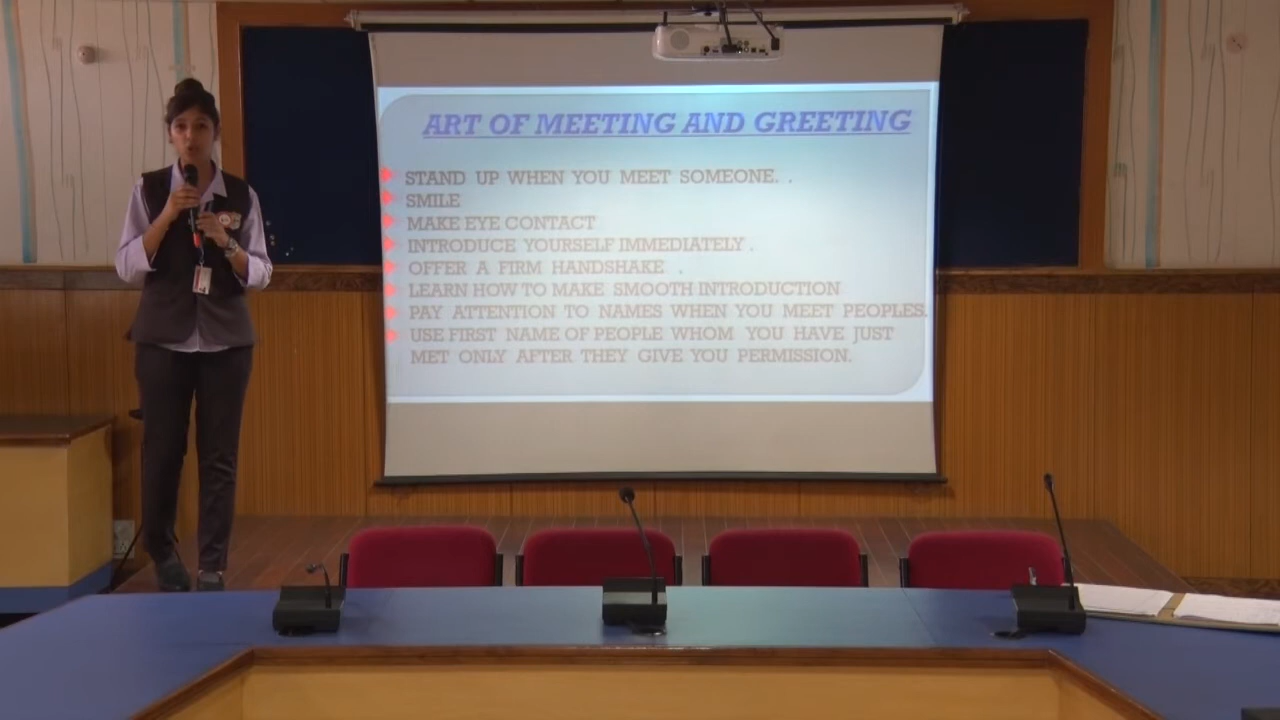 ART OF MEETING AND GREETING
STAND UP WHEN YOU MEET SOMEONE. .
SMILE
MAKE EYE CONTACT
INTRODUCE YOURSELF IMMEDIATELY .
OFFER A FIRM HANDSHAKE .
LEARN HOW TO MAKE SMOOTH INTRODUCTION
PAY ATTENTION TO NAMES WHEN YOU MEET PEOPLES.
USE FIRST NAME OF PEOPLE WHOM YOU HAVE JUST
MET ONLY AFTER THEY GIVE YOU PERMISSION.